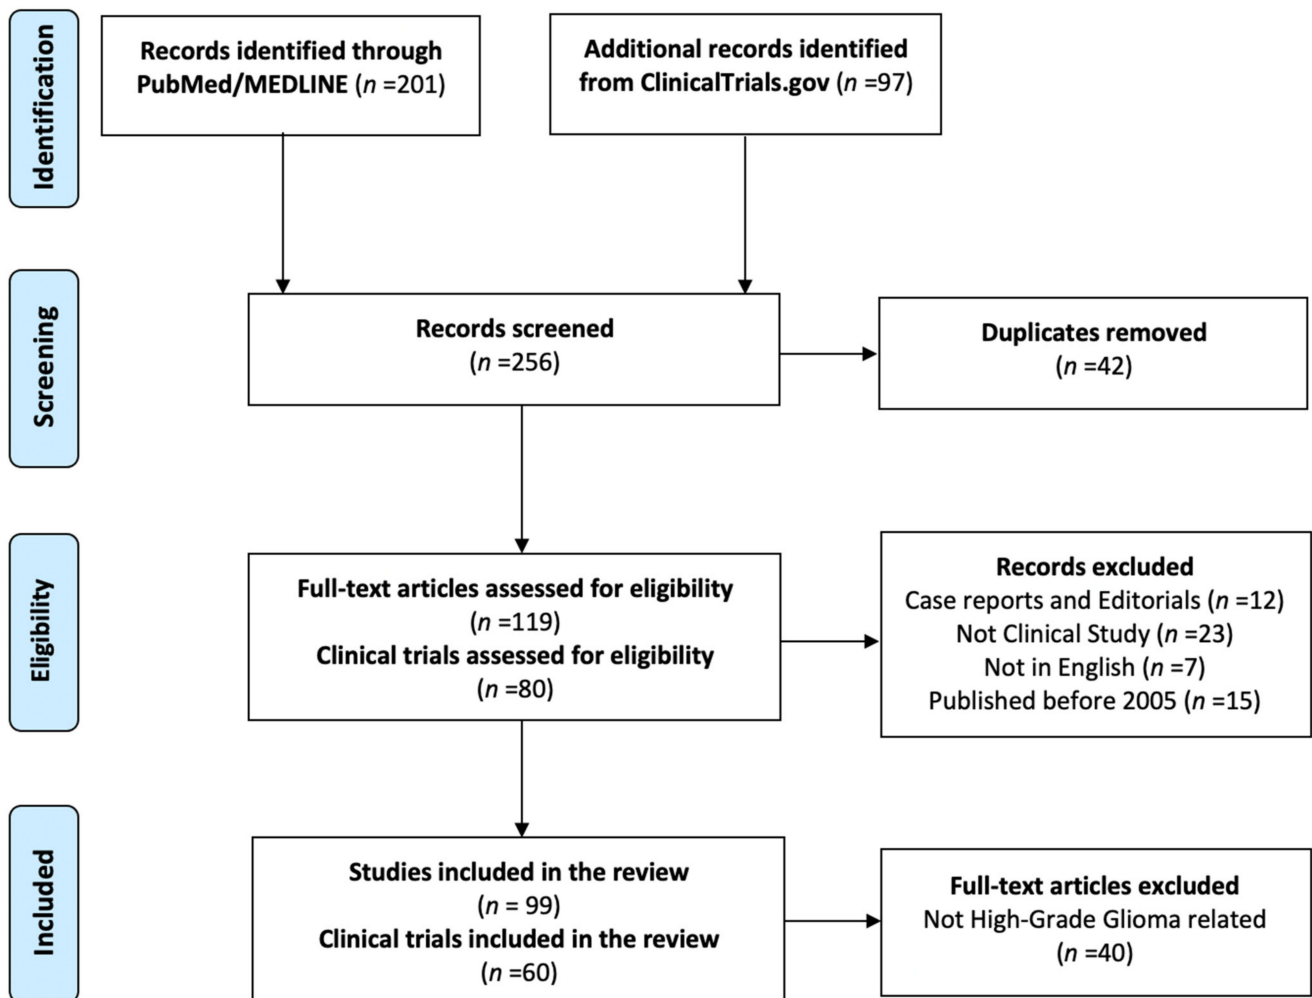 Identification
Records identified through
PubMed/MEDLINE (n =201)
Additional records identified
from ClinicalTrials.gov (n =97)
Screening
Records screened
(n =256)
Duplicates removed
(n =42)
Eligibility
Full-text articles assessed for eligibility
(n =119)
Clinical trials assessed for eligibility
(n =80)
Records excluded
Case reports and Editorials (n =12)
Not Clinical Study (n =23)
Not in English (n =7)
Published before 2005 (n =15)
Included
Studies included in the review
(n = 99)
Clinical trials included in the review
(n =60)
Full-text articles excluded
Not High-Grade Glioma related
(n =40)